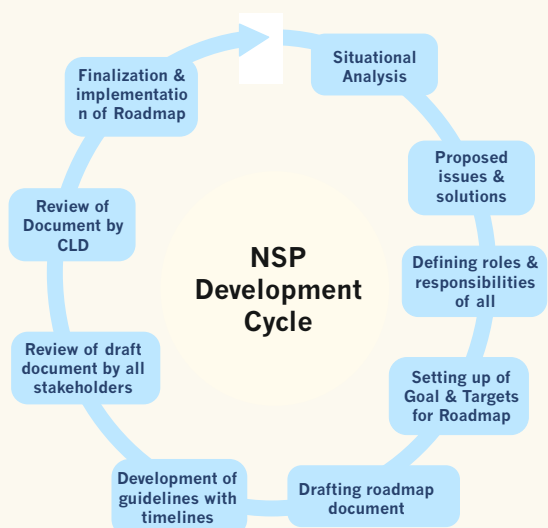 Situational
Analysis
Proposed
issues &
solutions
Defining roles &
responsibilities
of all
Setting up of
Goal & Targets
for Roadmap
Drafting roadmap
document
Development of
guidelines with
timelines
Review of draft
document by all
stakeholders
Review of
Document by
CLD
Finalization &
implementatio
n of Roadmap
NSP
Development
Cycle